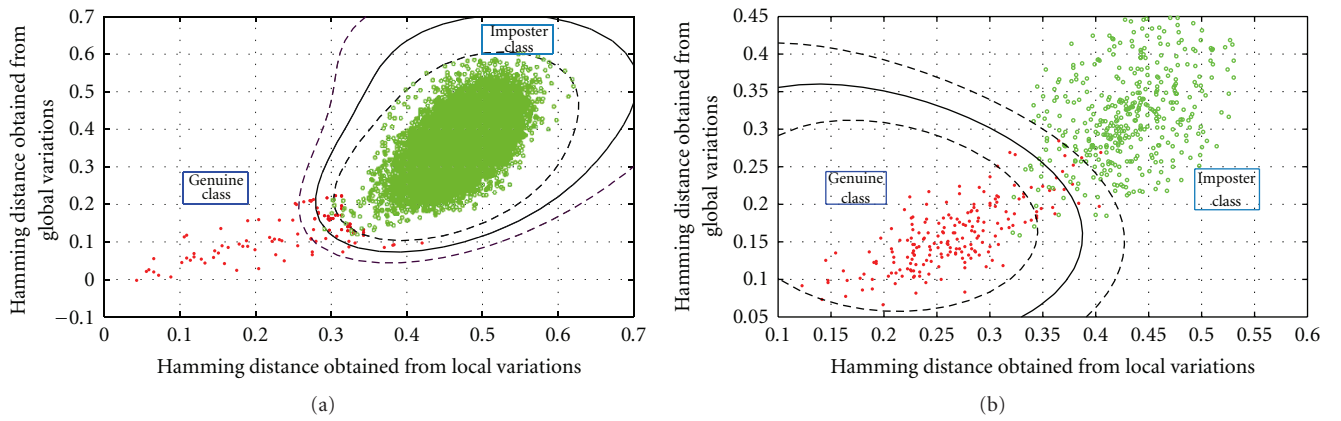 Hamming distance obtained from
global variations
0.7
0.6
0.5
0.4
0.3
0.2
0.1
0
−0.1
Imposter
class
Genuine
class
0 0.1 0.2 0.3 0.4 0.5 0.6 0.7
Hamming distance obtained from local variations
(a)
Hamming distance obtained from
global variations
0.45
0.4
0.35
0.3
0.25
0.2
0.15
0.1
0.05
Genuine
class
Imposter
class
0.1 0.15 0.2 0.25 0.3 0.35 0.4 0.45 0.5 0.55 0.6
Hamming distance obtained from local variations
(b)